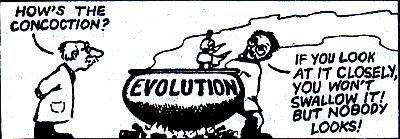 HOW'S THE
CONCOCTION?
EVOLUTION
IF YOU LOOK
AT IT CLOSELY,
YOU WON'T
SWALLOW IT!
BUT NOBODY
LOOKS!